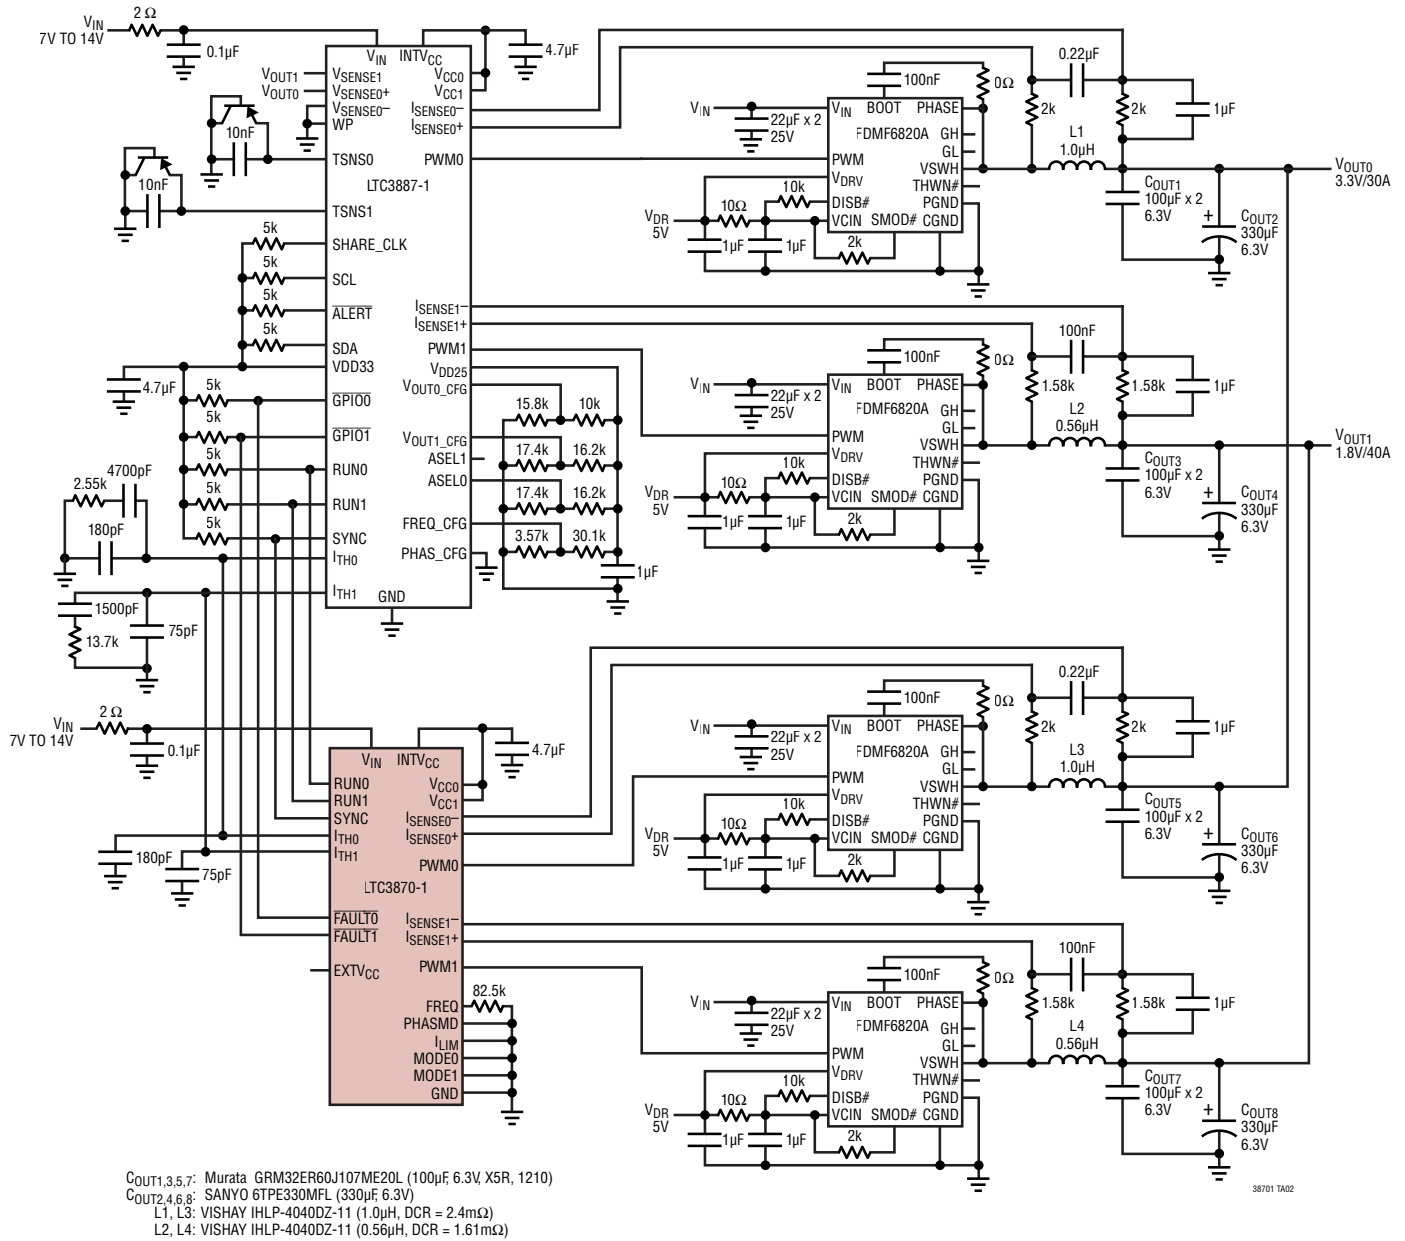 VIN
7V TO 14V
2 Ω
0.1µF
VIN
INTVCC
4.7µF
VOUT1
VSENSE1
VCC0
VOUT0
VSENSE0+
VCC1
VSENSE0–
ISENSE0–
WP
ISENSE0+
10nF
TSNS0
PWM0
LTC3887-1
10nF
TSNS1
5k
SHARE_CLK
5k
SCL
5k
ALERT
ISENSE1–
ISENSE1+
5k
SDA
PWM1
VDD33
VDD25
4.7µF
5k
GPIO0
VOUT0_CFG
15.8k
10k
5k
GPIO1
VOUT1_CFG
17.4k
16.2k
ASEL1
5k
RUN0
ASEL0
4700pF
2.55k
5k
RUN1
17.4k
16.2k
180pF
5k
SYNC
FREQ_CFG
3.57k
30.1k
ITH0
PHAS_CFG
1µF
ITH1
GND
1500pF
75pF
13.7k
100nF
0Ω
0.22µF
VIN
22µF x 2
25V
VIN
BOOT
PHASE
FDMF6820A
GH
GL
PWM
VSWH
VDRV
THWN#
DISB#
PGND
VCIN
SMOD#
CGND
10k
VDR
5V
10Ω
1µF
1µF
2k
2k
2k
1µF
L1
1.0µH
VOUT0
3.3V/30A
COUT1
100µF x 2
6.3V
+
COUT2
330µF
6.3V
100nF
0Ω
100nF
VIN
22µF x 2
25V
VIN
BOOT
PHASE
FDMF6820A
GH
GL
PWM
VSWH
VDRV
THWN#
DISB#
PGND
VCIN
SMOD#
CGND
10k
VDR
5V
10Ω
1µF
1µF
2k
1.58k
1.58k
1µF
L2
0.56µH
VOUT1
1.8V/40A
COUT3
100µF x 2
6.3V
+
COUT4
330µF
6.3V
VIN
7V TO 14V
2 Ω
0.1µF
VIN
INTVCC
4.7µF
RUN0
VCC0
RUN1
VCC1
SYNC
ISENSE0–
ITH0
ISENSE0+
180pF
ITH1
75pF
PWM0
LTC3870-1
FAULT0
ISENSE1–
FAULT1
ISENSE1+
EXTVCC
PWM1
FREQ
82.5k
PHASMD
ILIM
MODE0
MODE1
GND
100nF
0Ω
0.22µF
VIN
22µF x 2
25V
VIN
BOOT
PHASE
FDMF6820A
GH
GL
PWM
VSWH
VDRV
THWN#
DISB#
PGND
VCIN
SMOD#
CGND
10k
VDR
5V
10Ω
1µF
1µF
2k
2k
2k
1µF
L3
1.0µH
COUT5
100µF x 2
6.3V
+
COUT6
330µF
6.3V
100nF
0Ω
100nF
VIN
22µF x 2
25V
VIN
BOOT
PHASE
FDMF6820A
GH
GL
PWM
VSWH
VDRV
THWN#
DISB#
PGND
VCIN
SMOD#
CGND
10k
VDR
5V
10Ω
1µF
1µF
2k
1.58k
1.58k
1µF
L4
0.56µH
COUT7
100µF x 2
6.3V
+
COUT8
330µF
6.3V
COUT1,3,5,7: Murata GRM32ER60J107ME20L (100µF, 6.3V, X5R, 1210)
COUT2,4,6,8: SANYO 6TPE330MFL (330µF, 6.3V)
L1, L3: VISHAY IHLP-4040DZ-11 (1.0µH, DCR = 2.4mΩ)
L2, L4: VISHAY IHLP-4040DZ-11 (0.56µH, DCR = 1.61mΩ)
38701 TA02